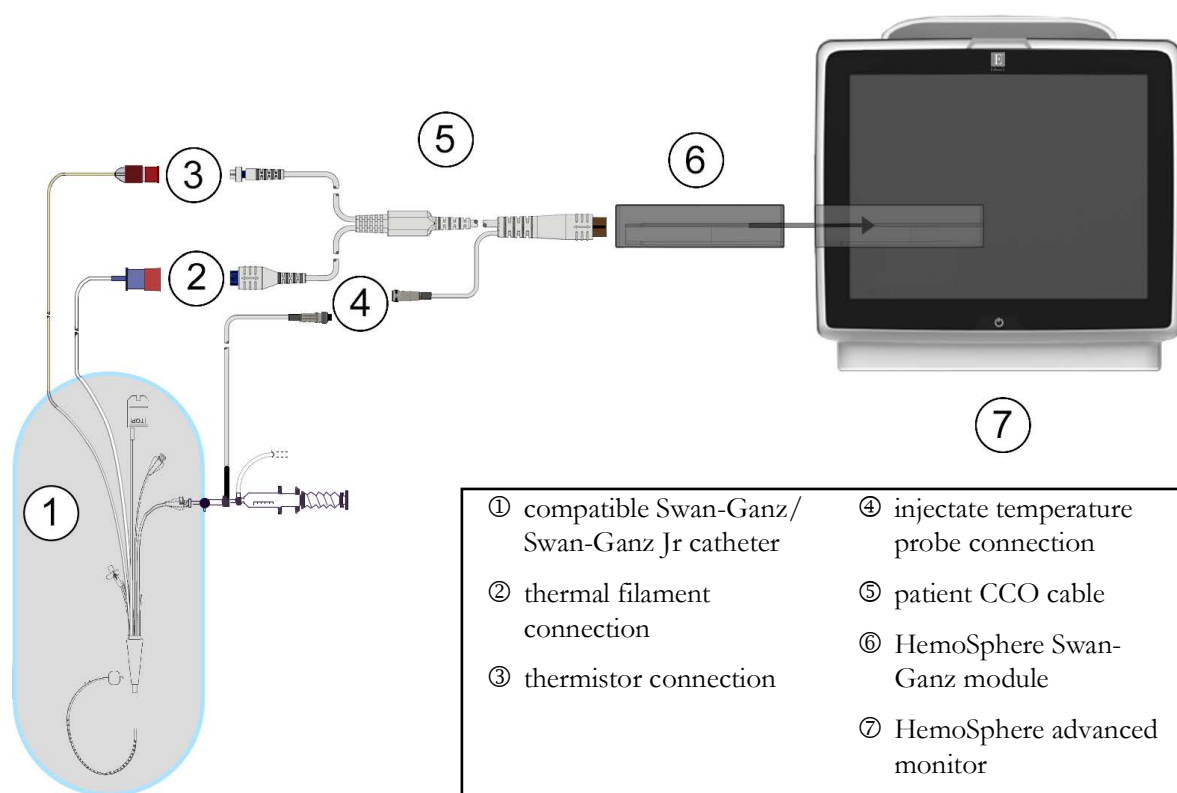 ③
⑤
⑥
②
④
①
⑦
E
① compatible Swan-Ganz/
Swan-Ganz Jr catheter
② thermal filament
connection
③ thermistor connection
④ injectate temperature
probe connection
⑤ patient CCO cable
⑥ HemoSphere Swan-
Ganz module
⑦ HemoSphere advanced
monitor